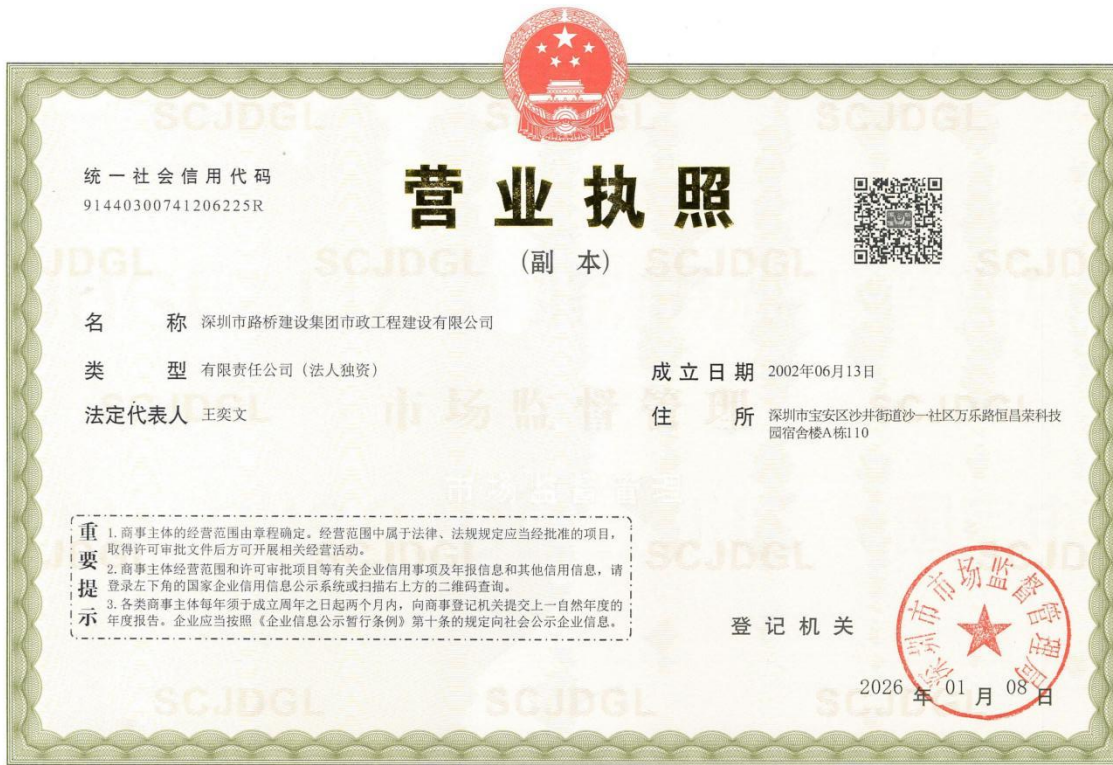 统一社会信用代码
91440300741206225R
营业执照
(副 本)
名 称 深圳市路桥建设集团市政工程建设有限公司
类 型 有限责任公司(法人独资)
法定代表人 王奕文
成立日期 2002年06月13日
住 所 深圳市宝安区沙井街道沙一社区万乐路恒昌荣科技
园宿舍楼A栋110
重要提示
1. 商事主体的经营范围由章程确定。经营范围中属于法律、法规规定应当经批准的项目,
取得许可审批文件后方可开展相关经营活动。
2. 商事主体经营范围和许可审批项目等有关企业信用事项及年报信息和其他信用信息,请
登录左下角的国家企业信用信息公示系统或扫描右上方的二维码查询。
3. 各类商事主体每年须于成立周年之日起两个月内,向商事登记机关提交上一自然年度的
年度报告。企业应当按照《企业信息公示暂行条例》第十条的规定向社会公示企业信息。
登记机关
深圳市市场监督管理局
2026 年 01 月 08 日
SCJDGL
市场监督管理